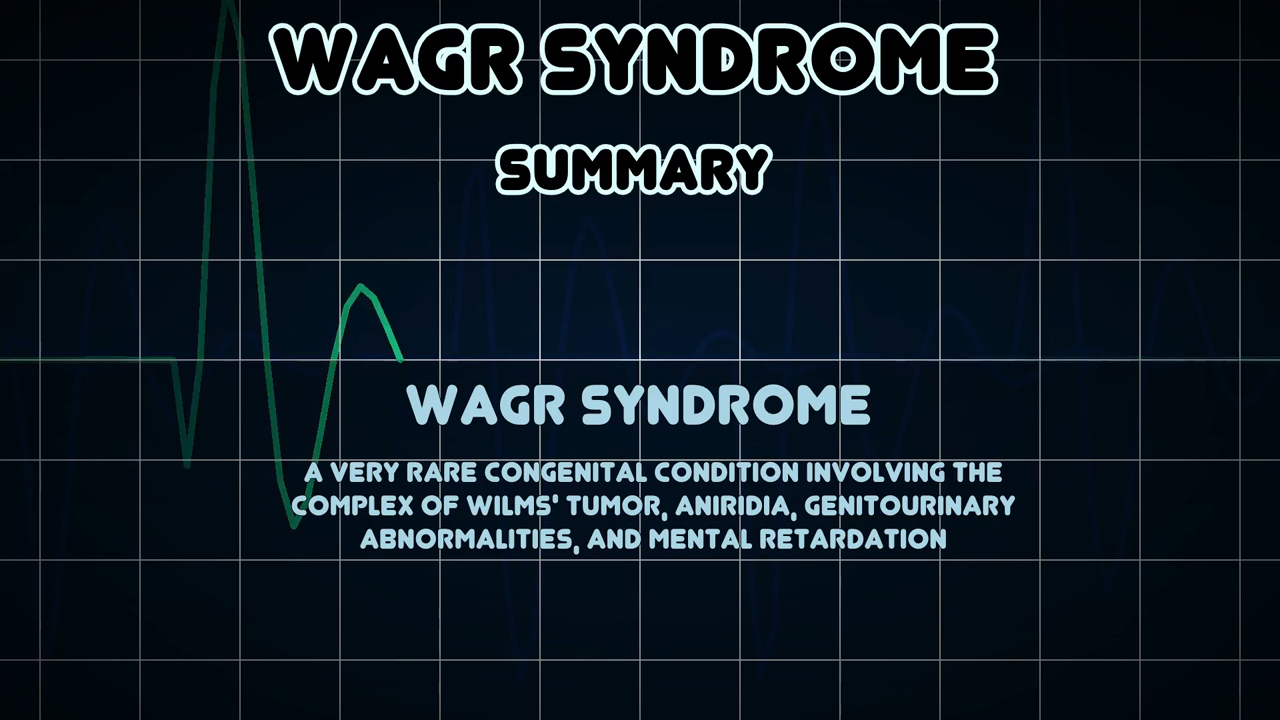 WAGR SYNDROME
SUMMARY
WAGR SYNDROME
A VERY RARE CONGENITAL CONDITION INVOLVING THE
COMPLEX OF WILMS' TUMOR, ANIRIDIA, GENITOURINARY
ABNORMALITIES, AND MENTAL RETARDATION